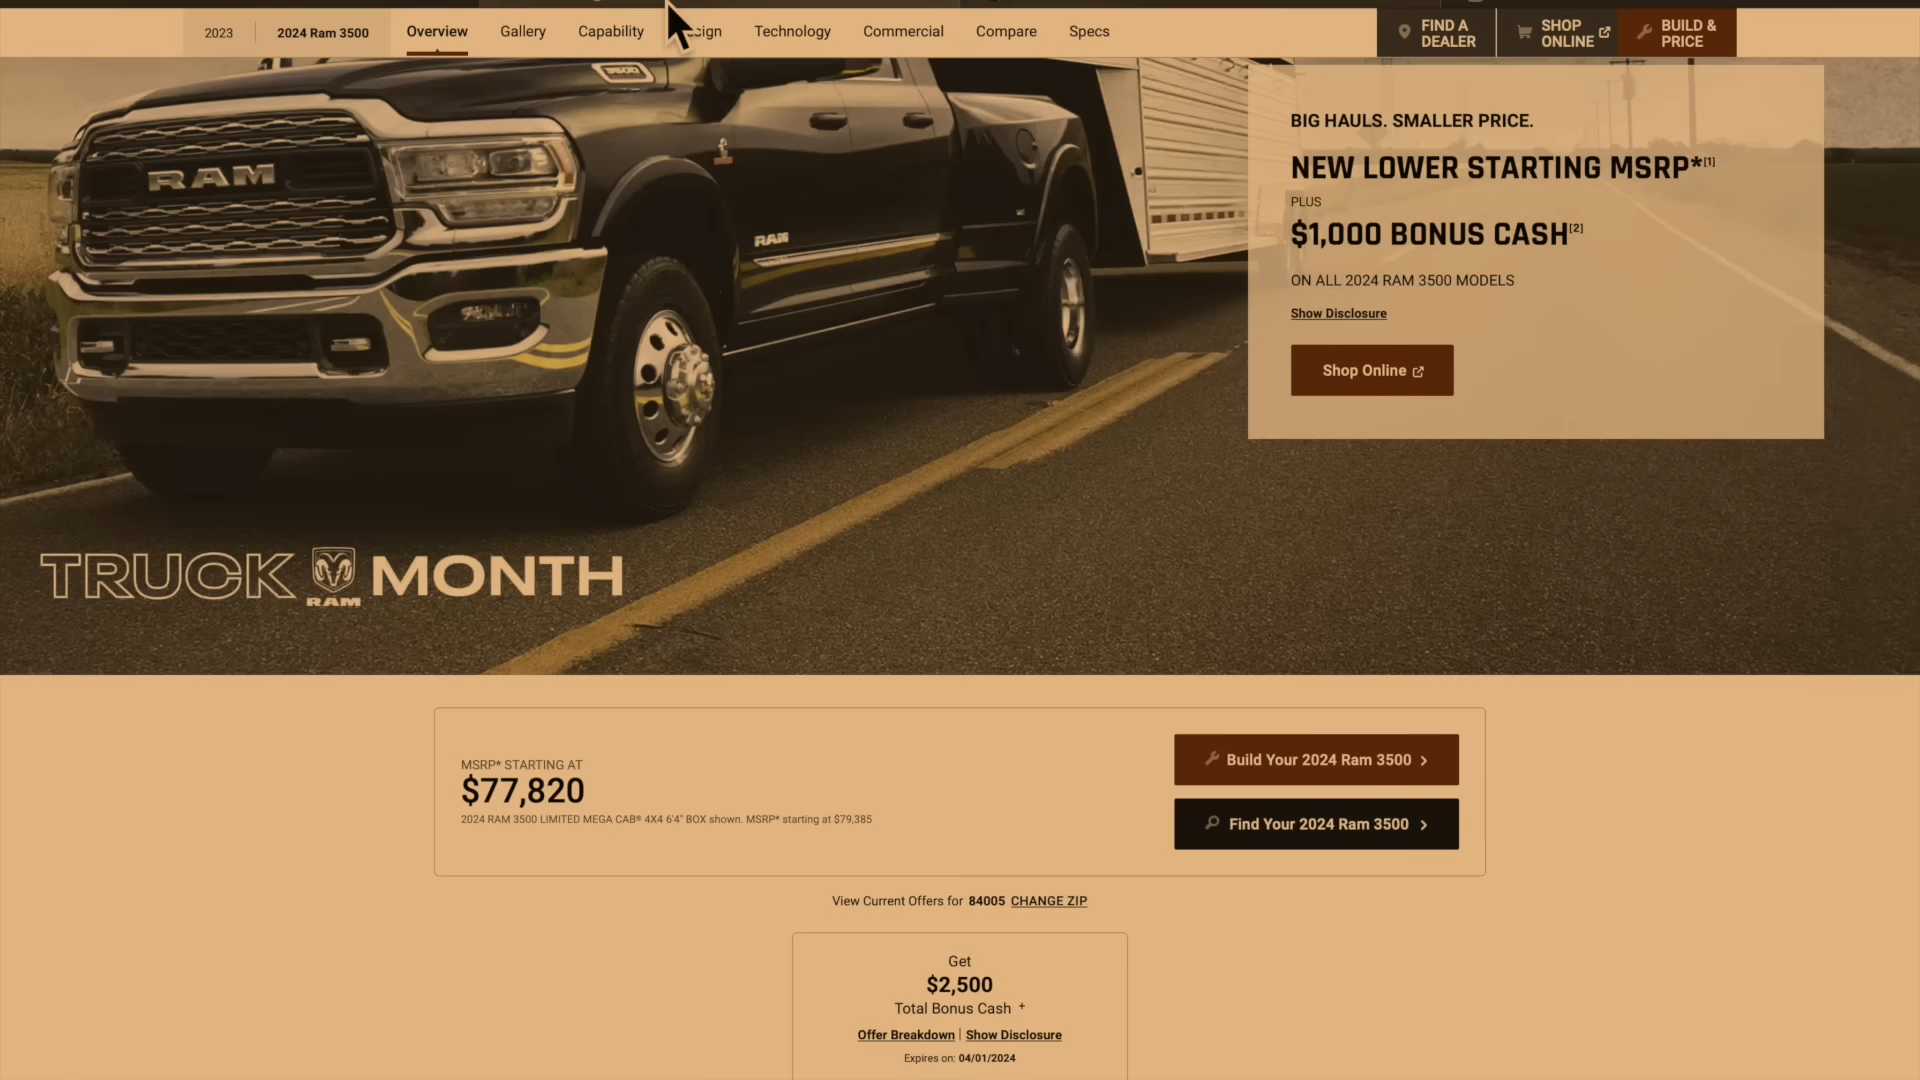 2023
2024 Ram 3500
Overview
Gallery
Capability
sign
Technology
Commercial
Compare
Specs
FIND A
DEALER
SHOP
ONLINE
BUILD &
PRICE
3500
RAM
RAM
BIG HAULS. SMALLER PRICE.
NEW LOWER STARTING MSRP*[1]
PLUS
$1,000 BONUS CASH[2]
ON ALL 2024 RAM 3500 MODELS
Show Disclosure
Shop Online
TRUCK RAM MONTH
MSRP* STARTING AT
$77,820
2024 RAM 3500 LIMITED MEGA CAB® 4X4 6'4" BOX shown. MSRP* starting at $79,385
Build Your 2024 Ram 3500
Find Your 2024 Ram 3500
View Current Offers for 84005 CHANGE ZIP
Get
$2,500
Total Bonus Cash +
Offer Breakdown | Show Disclosure
Expires on: 04/01/2024